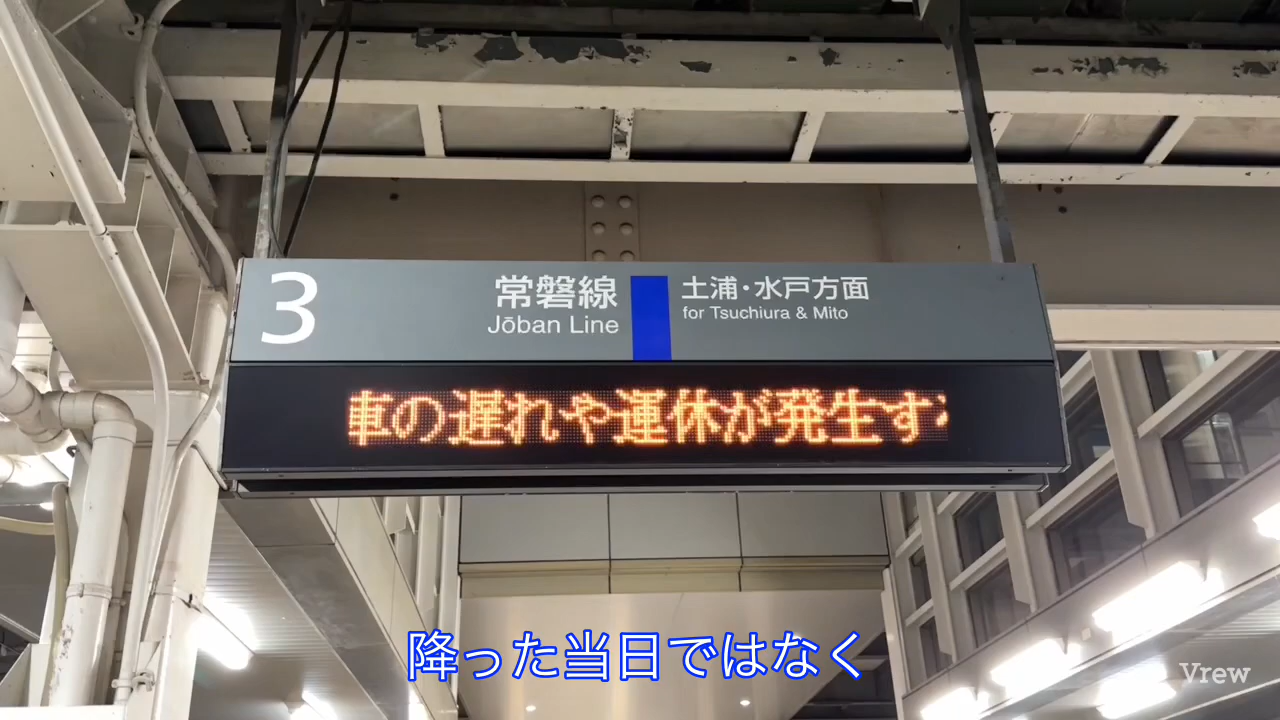 3
常磐線
Jōban Line
土浦・水戸方面
for Tsuchiura & Mito
車の遅れや運休が発生す
降った当日ではなく
Vrew